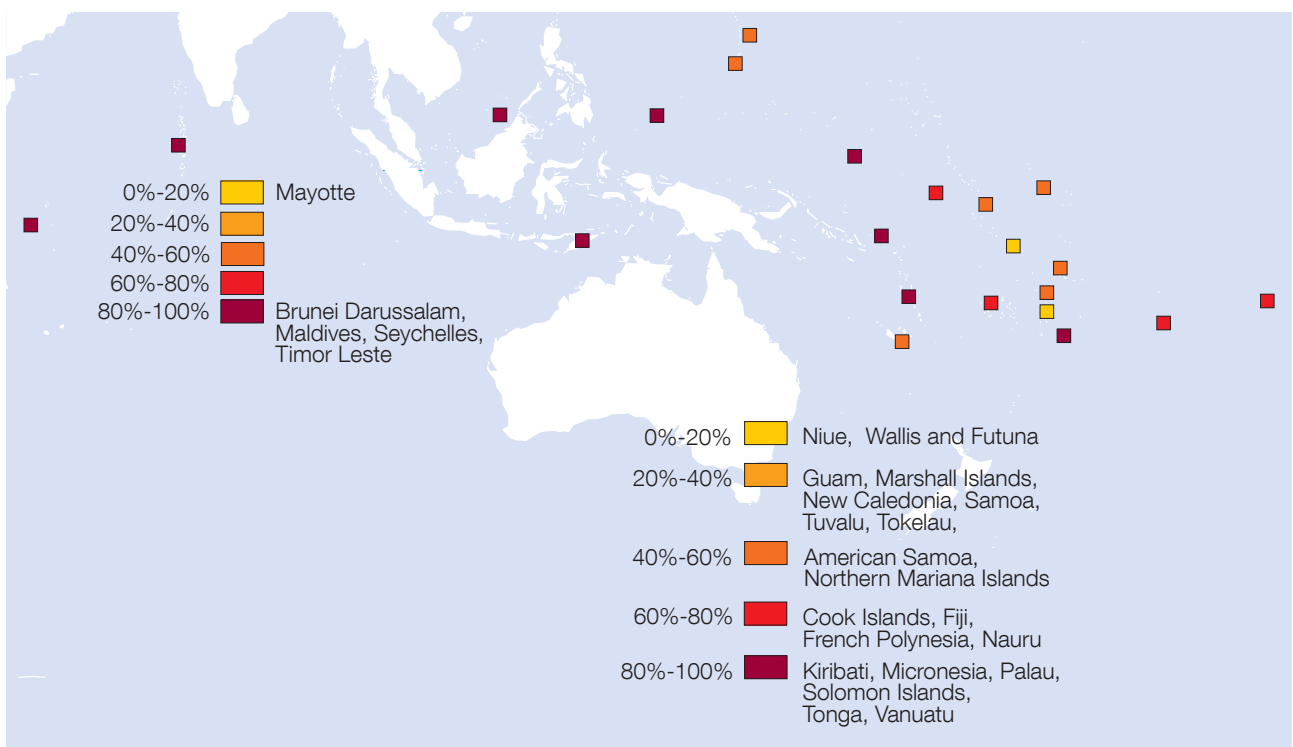 0%-20% Mayotte
20%-40%
40%-60%
60%-80%
80%-100% Brunei Darussalam,
Maldives, Seychelles,
Timor Leste
0%-20% Niue, Wallis and Futuna
20%-40% Guam, Marshall Islands,
New Caledonia, Samoa,
Tuvalu, Tokelau,
40%-60% American Samoa,
Northern Mariana Islands
60%-80% Cook Islands, Fiji,
French Polynesia, Nauru
80%-100% Kiribati, Micronesia, Palau,
Solomon Islands,
Tonga, Vanuatu